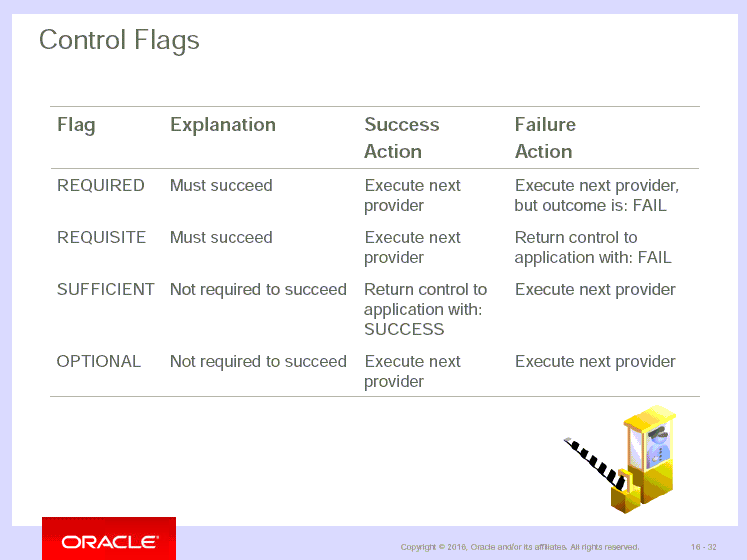 Control Flags
Flag Explanation Success Failure
Action Action
REQUIRED Must succeed Execute next Execute next provider,
provider but outcome is: FAIL
REQUISITE Must succeed Execute next Return control to
provider application with: FAIL
SUFFICIENT Not required to succeed Return control to Execute next provider
application with:
SUCCESS
OPTIONAL Not required to succeed Execute next Execute next provider
provider
ORACLE
Copyright © 2016, Oracle and/or its affiliates. All rights reserved. 16 - 32